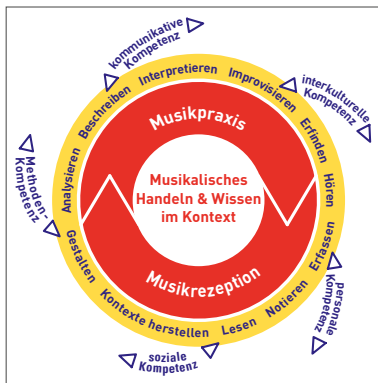 kommunikative
Kompetenz
interkulturelle
Kompetenz
personale
Kompetenz
soziale
Kompetenz
Methoden-
Kompetenz
Analysieren Beschreiben Interpretieren Improvisieren Erfinden Hören
Erfassen Notieren Lesen Kontexte herstellen Gestalten
Musikpraxis
Musikalisches
Handeln & Wissen
im Kontext
Musikrezeption